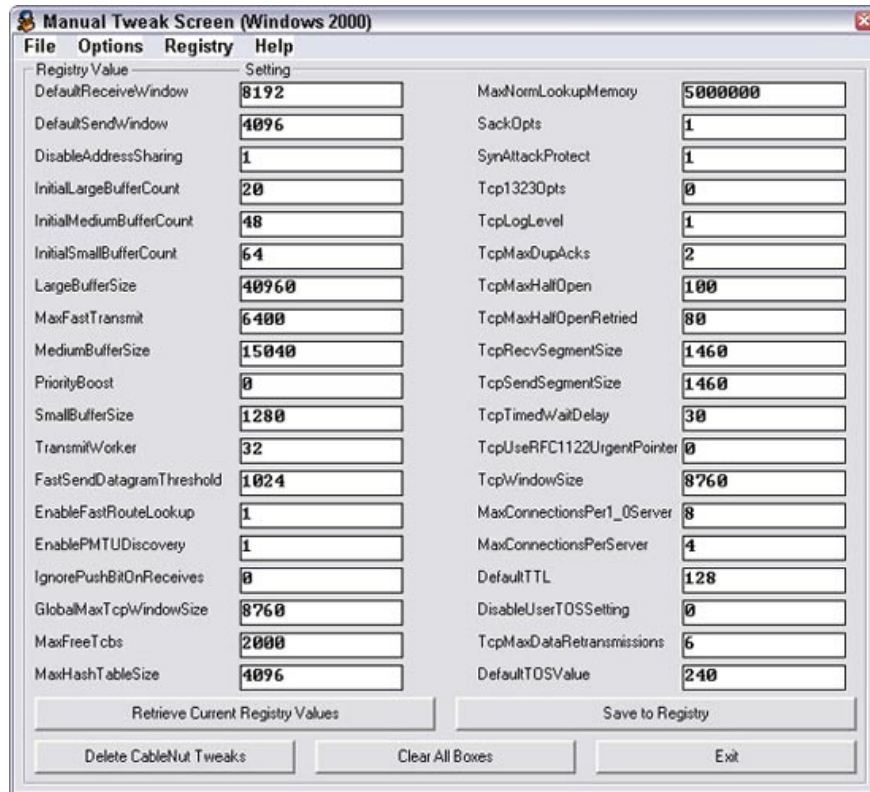 Manual Tweak Screen (Windows 2000)
File Options Registry Help
Registry Value Setting
DefaultReceiveWindow 8192 MaxNormLookupMemory 5000000
DefaultSendWindow 4096 SackOpts 1
DisableAddressSharing 1 SynAttackProtect 1
InitialLargeBufferCount 20 Tcp1323Opts 0
InitialMediumBufferCount 48 TcpLogLevel 1
InitialSmallBufferCount 64 TcpMaxDupAcks 2
LargeBufferSize 40960 TcpMaxHalfOpen 100
MaxFastTransmit 6400 TcpMaxHalfOpenRetried 80
MediumBufferSize 15040 TcpRecvSegmentSize 1460
PriorityBoost 0 TcpSendSegmentSize 1460
SmallBufferSize 1280 TcpTimedWaitDelay 30
TransmitWorker 32 TcpUseRFC1122UrgentPointer 0
FastSendDatagramThreshold 1024 TcpWindowSize 8760
EnableFastRouteLookup 1 MaxConnectionsPer1_0Server 8
EnablePMTUDiscovery 1 MaxConnectionsPerServer 4
IgnorePushBitOnReceives 0 DefaultTTL 128
GlobalMaxTcpWindowSize 8760 DisableUserTOSSetting 0
MaxFreeTcbs 2000 TcpMaxDataRetransmissions 6
MaxHashTableSize 4096 DefaultTOSValue 240
Retrieve Current Registry Values Save to Registry
Delete CableNut Tweaks Clear All Boxes Exit